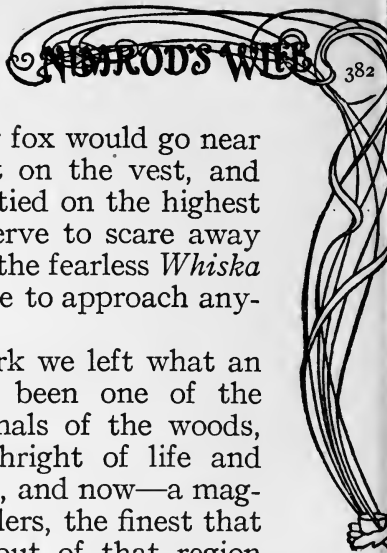 NIMROD'S WIFE 382
fox would go near
on the vest, and
tied on the highest
erve to scare away
the fearless Whiska
e to approach any-
rk we left what an
been one of the
nals of the woods,
hright of life and
, and now—a mag-
lers, the finest that
out of that region